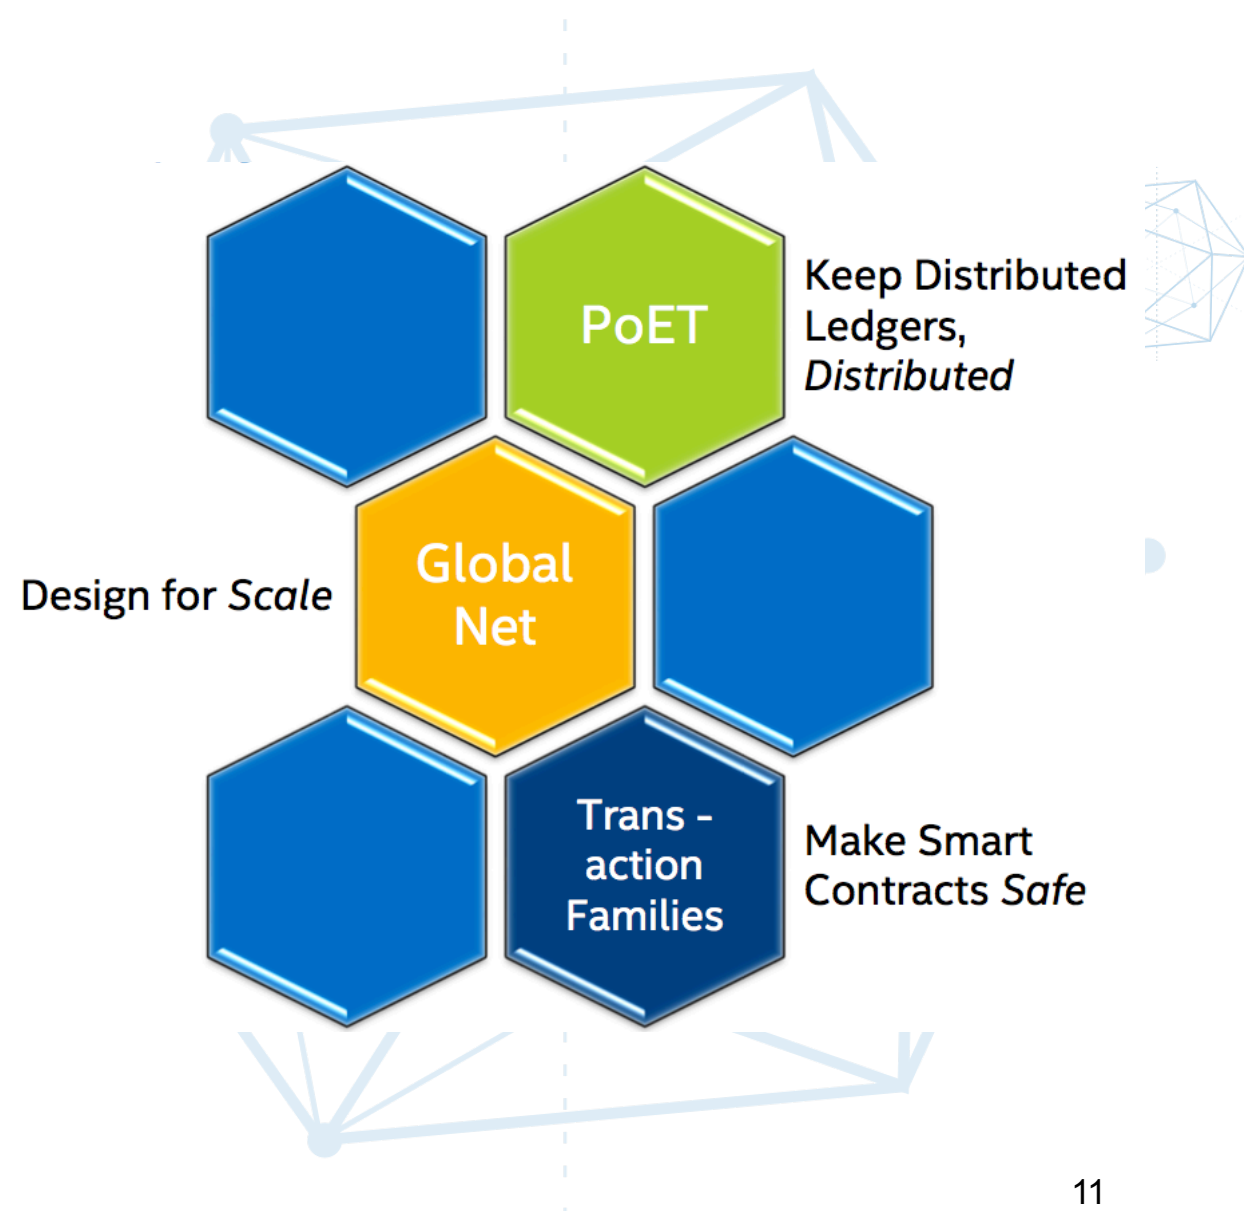 PoET
Keep Distributed
Ledgers,
Distributed
Design for Scale
Global
Net
Trans -
action
Families
Make Smart
Contracts Safe
11